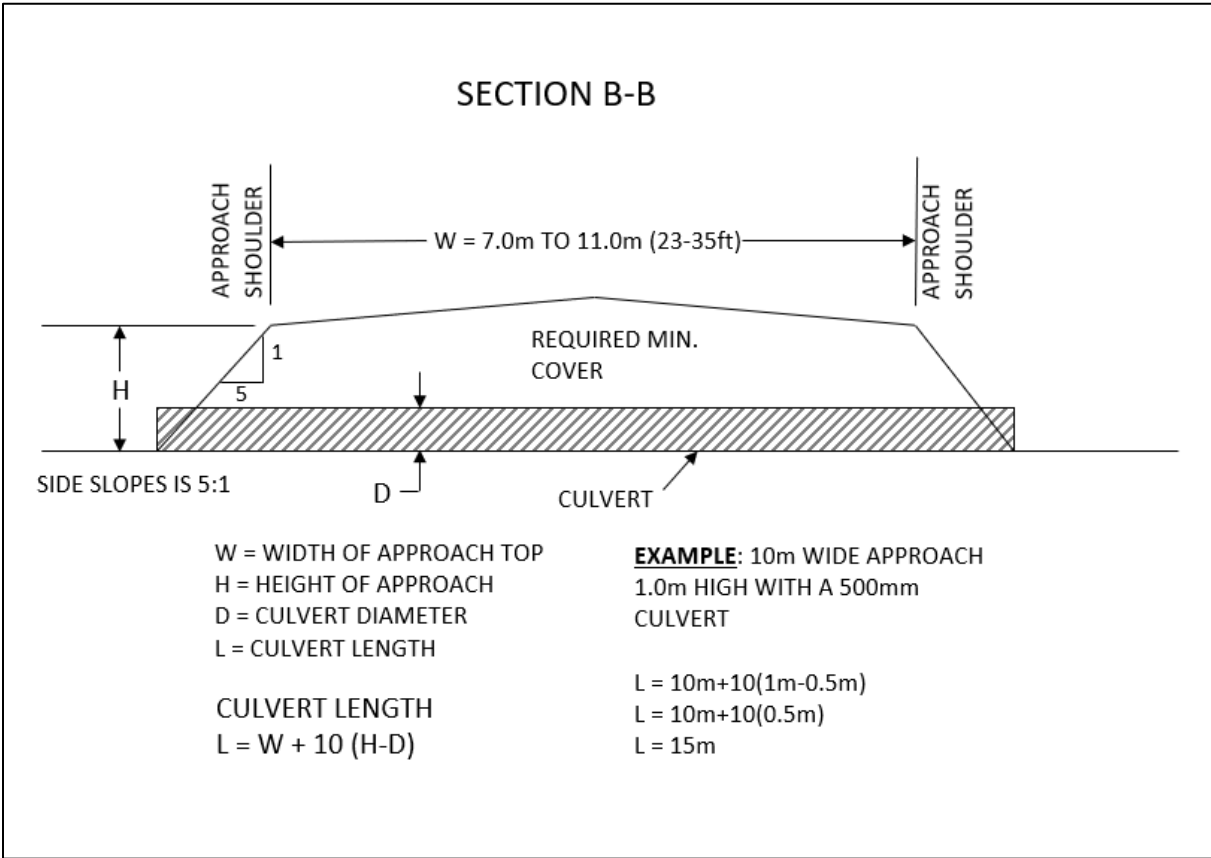 SECTION B-B
APPROACH
SHOULDER
W = 7.0m TO 11.0m (23-35ft)
APPROACH
SHOULDER
REQUIRED MIN.
COVER
1
5
H
SIDE SLOPES IS 5:1
D
CULVERT
W = WIDTH OF APPROACH TOP
H = HEIGHT OF APPROACH
D = CULVERT DIAMETER
L = CULVERT LENGTH
CULVERT LENGTH
L = W + 10 (H-D)
EXAMPLE: 10m WIDE APPROACH
1.0m HIGH WITH A 500mm
CULVERT
L = 10m+10(1m-0.5m)
L = 10m+10(0.5m)
L = 15m